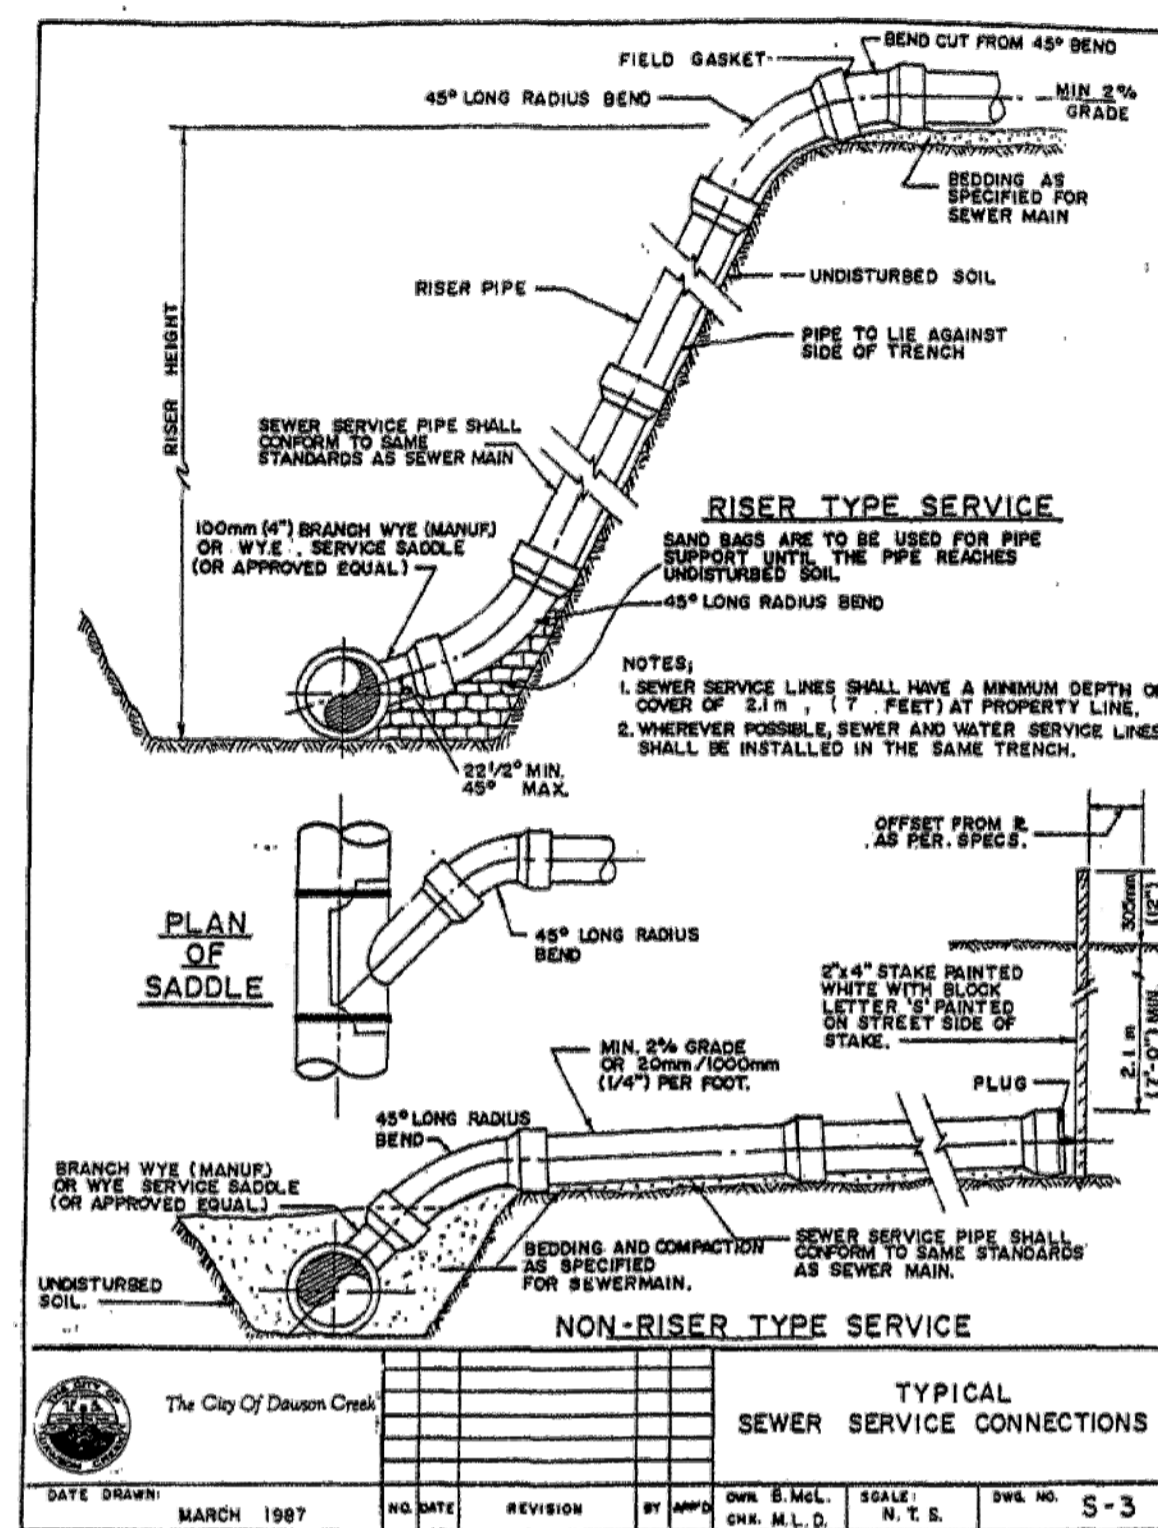 BEND CUT FROM 45° BEND
FIELD GASKET
45° LONG RADIUS BEND
MIN 2%
GRADE
BEDDING AS
SPECIFIED FOR
SEWER MAIN
UNDISTURBED SOIL
RISER PIPE
PIPE TO LIE AGAINST
SIDE OF TRENCH
RISER HEIGHT
SEWER SERVICE PIPE SHALL
CONFORM TO SAME
STANDARDS AS SEWER MAIN
RISER TYPE SERVICE
100mm (4") BRANCH WYE (MANUF.)
OR WYE . SERVICE SADDLE
(OR APPROVED EQUAL)
SAND BAGS ARE TO BE USED FOR PIPE
SUPPORT UNTIL THE PIPE REACHES
UNDISTURBED SOIL
45° LONG RADIUS BEND
NOTES;
1. SEWER SERVICE LINES SHALL HAVE A MINIMUM DEPTH OF
COVER OF 2.1 m , ( 7 . FEET) AT PROPERTY LINE.
2. WHEREVER POSSIBLE, SEWER AND WATER SERVICE LINES
SHALL BE INSTALLED IN THE SAME TRENCH.
22 1/2° MIN.
45° MAX.
OFFSET FROM ℞
AS PER. SPECS.
305mm
(12")
PLAN
OF
SADDLE
45° LONG RADIUS
BEND
2"x4" STAKE PAINTED
WHITE WITH BLOCK
LETTER 'S' PAINTED
ON STREET SIDE OF
STAKE.
2.1 m
(7'-0") MIN.
MIN. 2% GRADE
OR 20mm/1000mm
(1/4") PER FOOT.
PLUG
45° LONG RADIUS
BEND
BRANCH WYE (MANUF.)
OR WYE SERVICE SADDLE
(OR APPROVED EQUAL)
BEDDING AND COMPACTION
AS SPECIFIED
FOR SEWERMAIN.
SEWER SERVICE PIPE SHALL
CONFORM TO SAME STANDARDS
AS SEWER MAIN.
UNDISTURBED
SOIL.
NON-RISER TYPE SERVICE
THE CITY OF
DAWSON CREEK
The City Of Dawson Creek
TYPICAL
SEWER SERVICE CONNECTIONS
DATE DRAWN:
MARCH 1987
NO. DATE REVISION BY APP'D
DWN. B. McL.
CHK. M. L. D.
SCALE:
N. T. S.
DWG. NO.
S-3